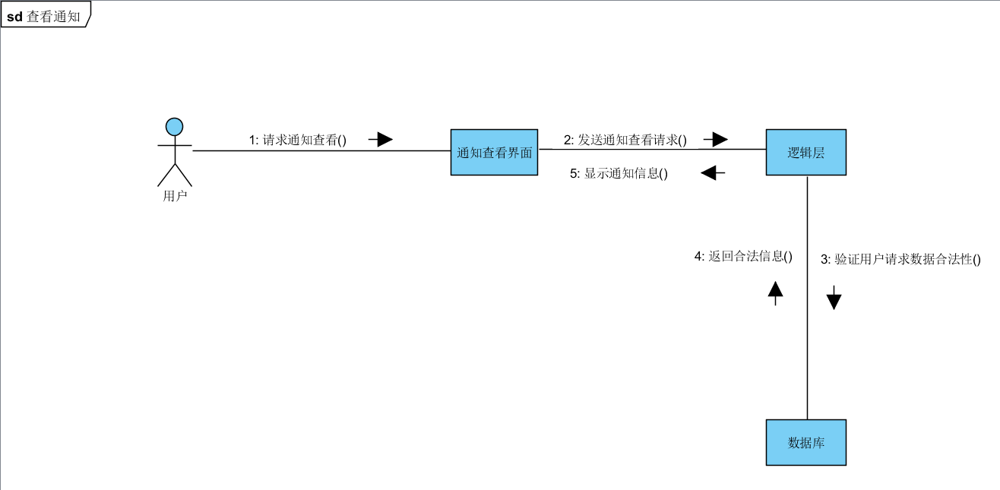 sd 查看通知
1: 请求通知查看()
2: 发送通知查看请求()
通知查看界面
逻辑层
5: 显示通知信息()
用户
4: 返回合法信息()
3: 验证用户请求数据合法性()
数据库